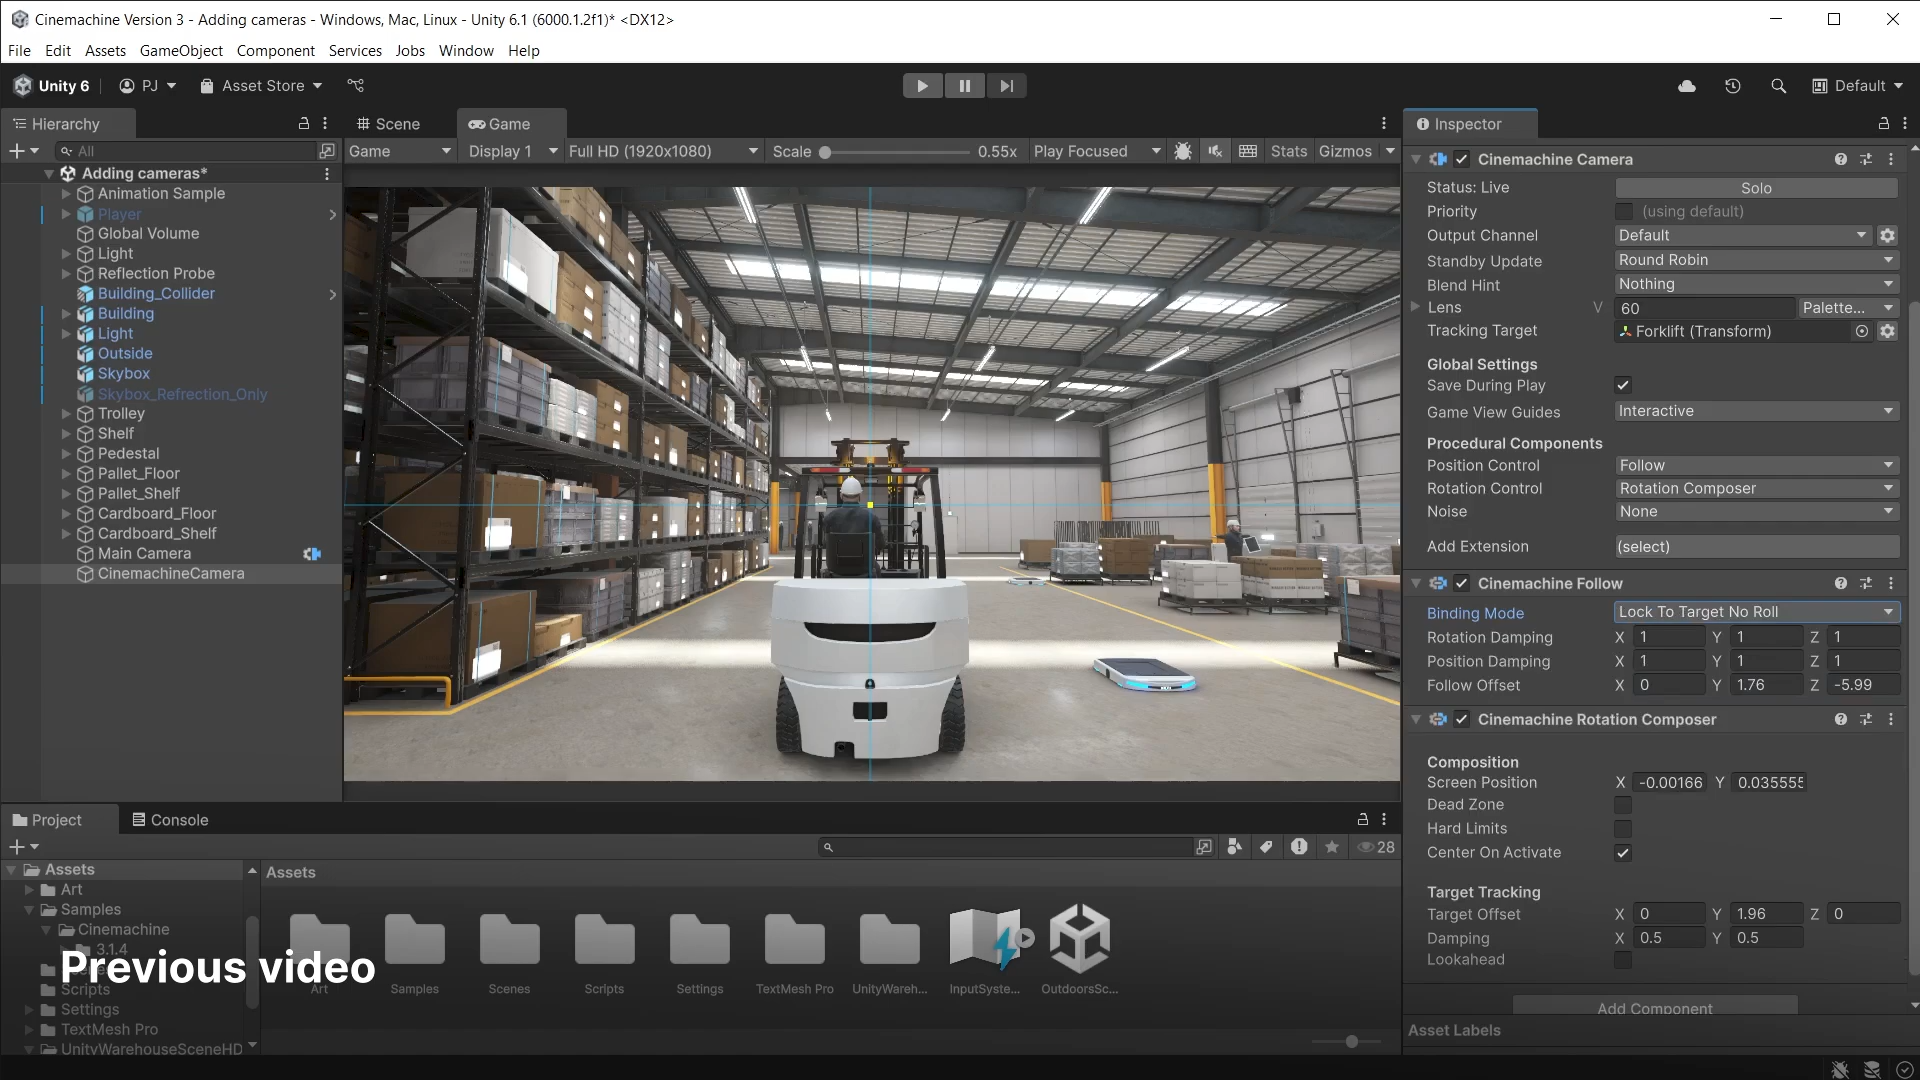 Cinemachine Version 3 - Adding cameras - Windows, Mac, Linux - Unity 6.1 (6000.1.2f1)* <DX12>
File Edit Assets GameObject Component Services Jobs Window Help
Unity 6 PJ Asset Store Default
Hierarchy
All
Adding cameras*
Animation Sample
Player
Global Volume
Light
Reflection Probe
Building_Collider
Building
Light
Outside
Skybox
Skybox_Refrection_Only
Trolley
Shelf
Pedestal
Pallet_Floor
Pallet_Shelf
Cardboard_Floor
Cardboard_Shelf
Main Camera
CinemachineCamera
Scene Game
Game Display 1 Full HD (1920x1080) Scale 0.55x Play Focused Stats Gizmos
Inspector
Cinemachine Camera
Status: Live Solo
Priority (using default)
Output Channel Default
Standby Update Round Robin
Blend Hint Nothing
Lens V 60 Palette...
Tracking Target Forklift (Transform)
Global Settings
Save During Play
Game View Guides Interactive
Procedural Components
Position Control Follow
Rotation Control Rotation Composer
Noise None
Add Extension (select)
Cinemachine Follow
Binding Mode Lock To Target No Roll
Rotation Damping X 1 Y 1 Z 1
Position Damping X 1 Y 1 Z 1
Follow Offset X 0 Y 1.76 Z -5.99
Cinemachine Rotation Composer
Composition
Screen Position X -0.00166 Y 0.035555
Dead Zone
Hard Limits
Center On Activate
Target Tracking
Target Offset X 0 Y 1.96 Z 0
Damping X 0.5 Y 0.5
Lookahead
Add Component
Asset Labels
Project Console
28
Assets
Art
Samples
Cinemachine
3.1.4
Scripts
Settings
TextMesh Pro
UnityWarehouseSceneHD
Previous video
Assets
Art Samples Scenes Scripts Settings TextMesh Pro UnityWareh... InputSyste... OutdoorsSc...